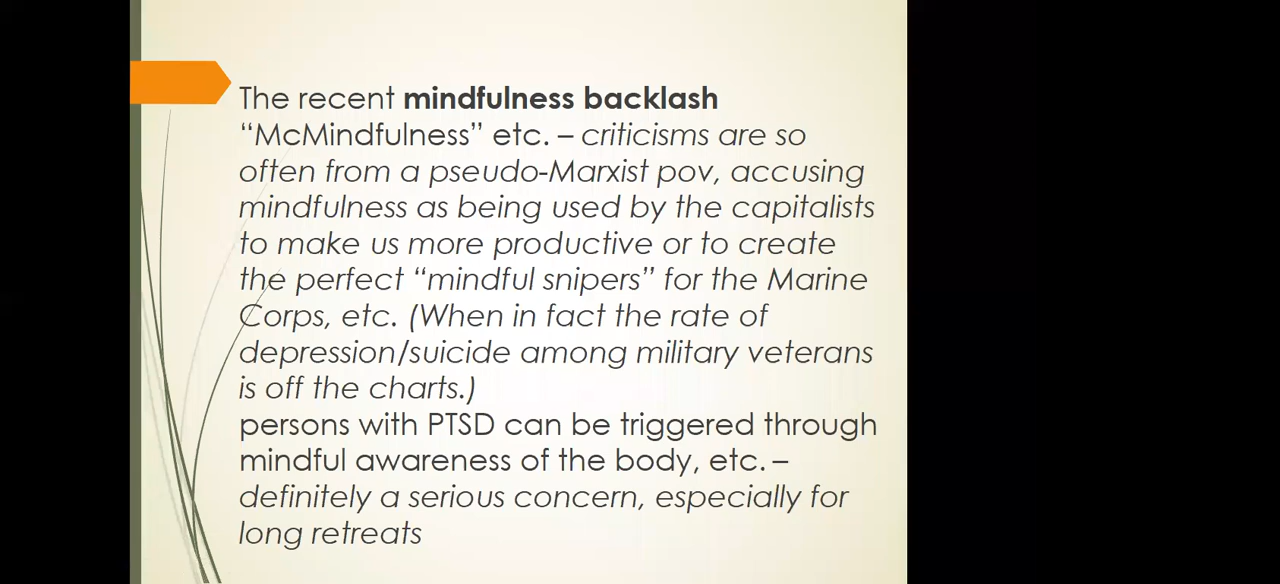 The recent mindfulness backlash
“McMindfulness” etc. – criticisms are so
often from a pseudo-Marxist pov, accusing
mindfulness as being used by the capitalists
to make us more productive or to create
the perfect “mindful snipers” for the Marine
Corps, etc. (When in fact the rate of
depression/suicide among military veterans
is off the charts.)
persons with PTSD can be triggered through
mindful awareness of the body, etc. –
definitely a serious concern, especially for
long retreats